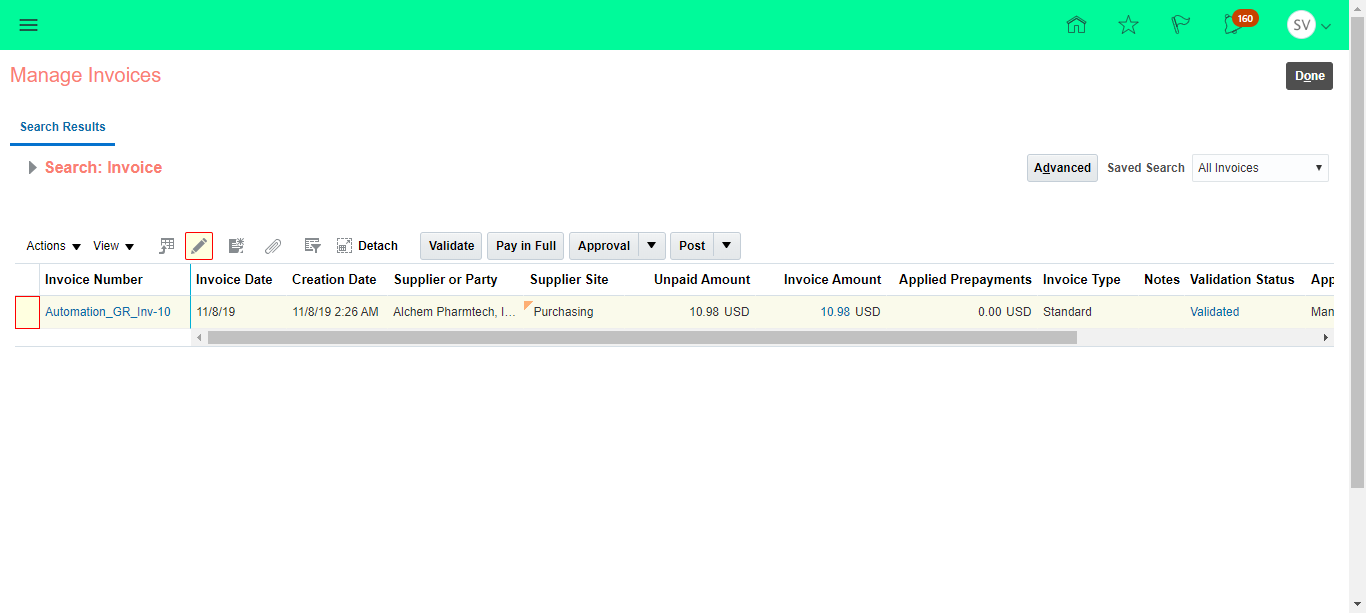 160
SV
Manage Invoices
Done
Search Results
Search: Invoice
Advanced Saved Search All Invoices
Actions View Detach Validate Pay in Full Approval Post
Invoice Number Invoice Date Creation Date Supplier or Party Supplier Site Unpaid Amount Invoice Amount Applied Prepayments Invoice Type Notes Validation Status App
Automation_GR_Inv-10 11/8/19 11/8/19 2:26 AM Alchem Pharmtech, I... Purchasing 10.98 USD 10.98 USD 0.00 USD Standard Validated Man